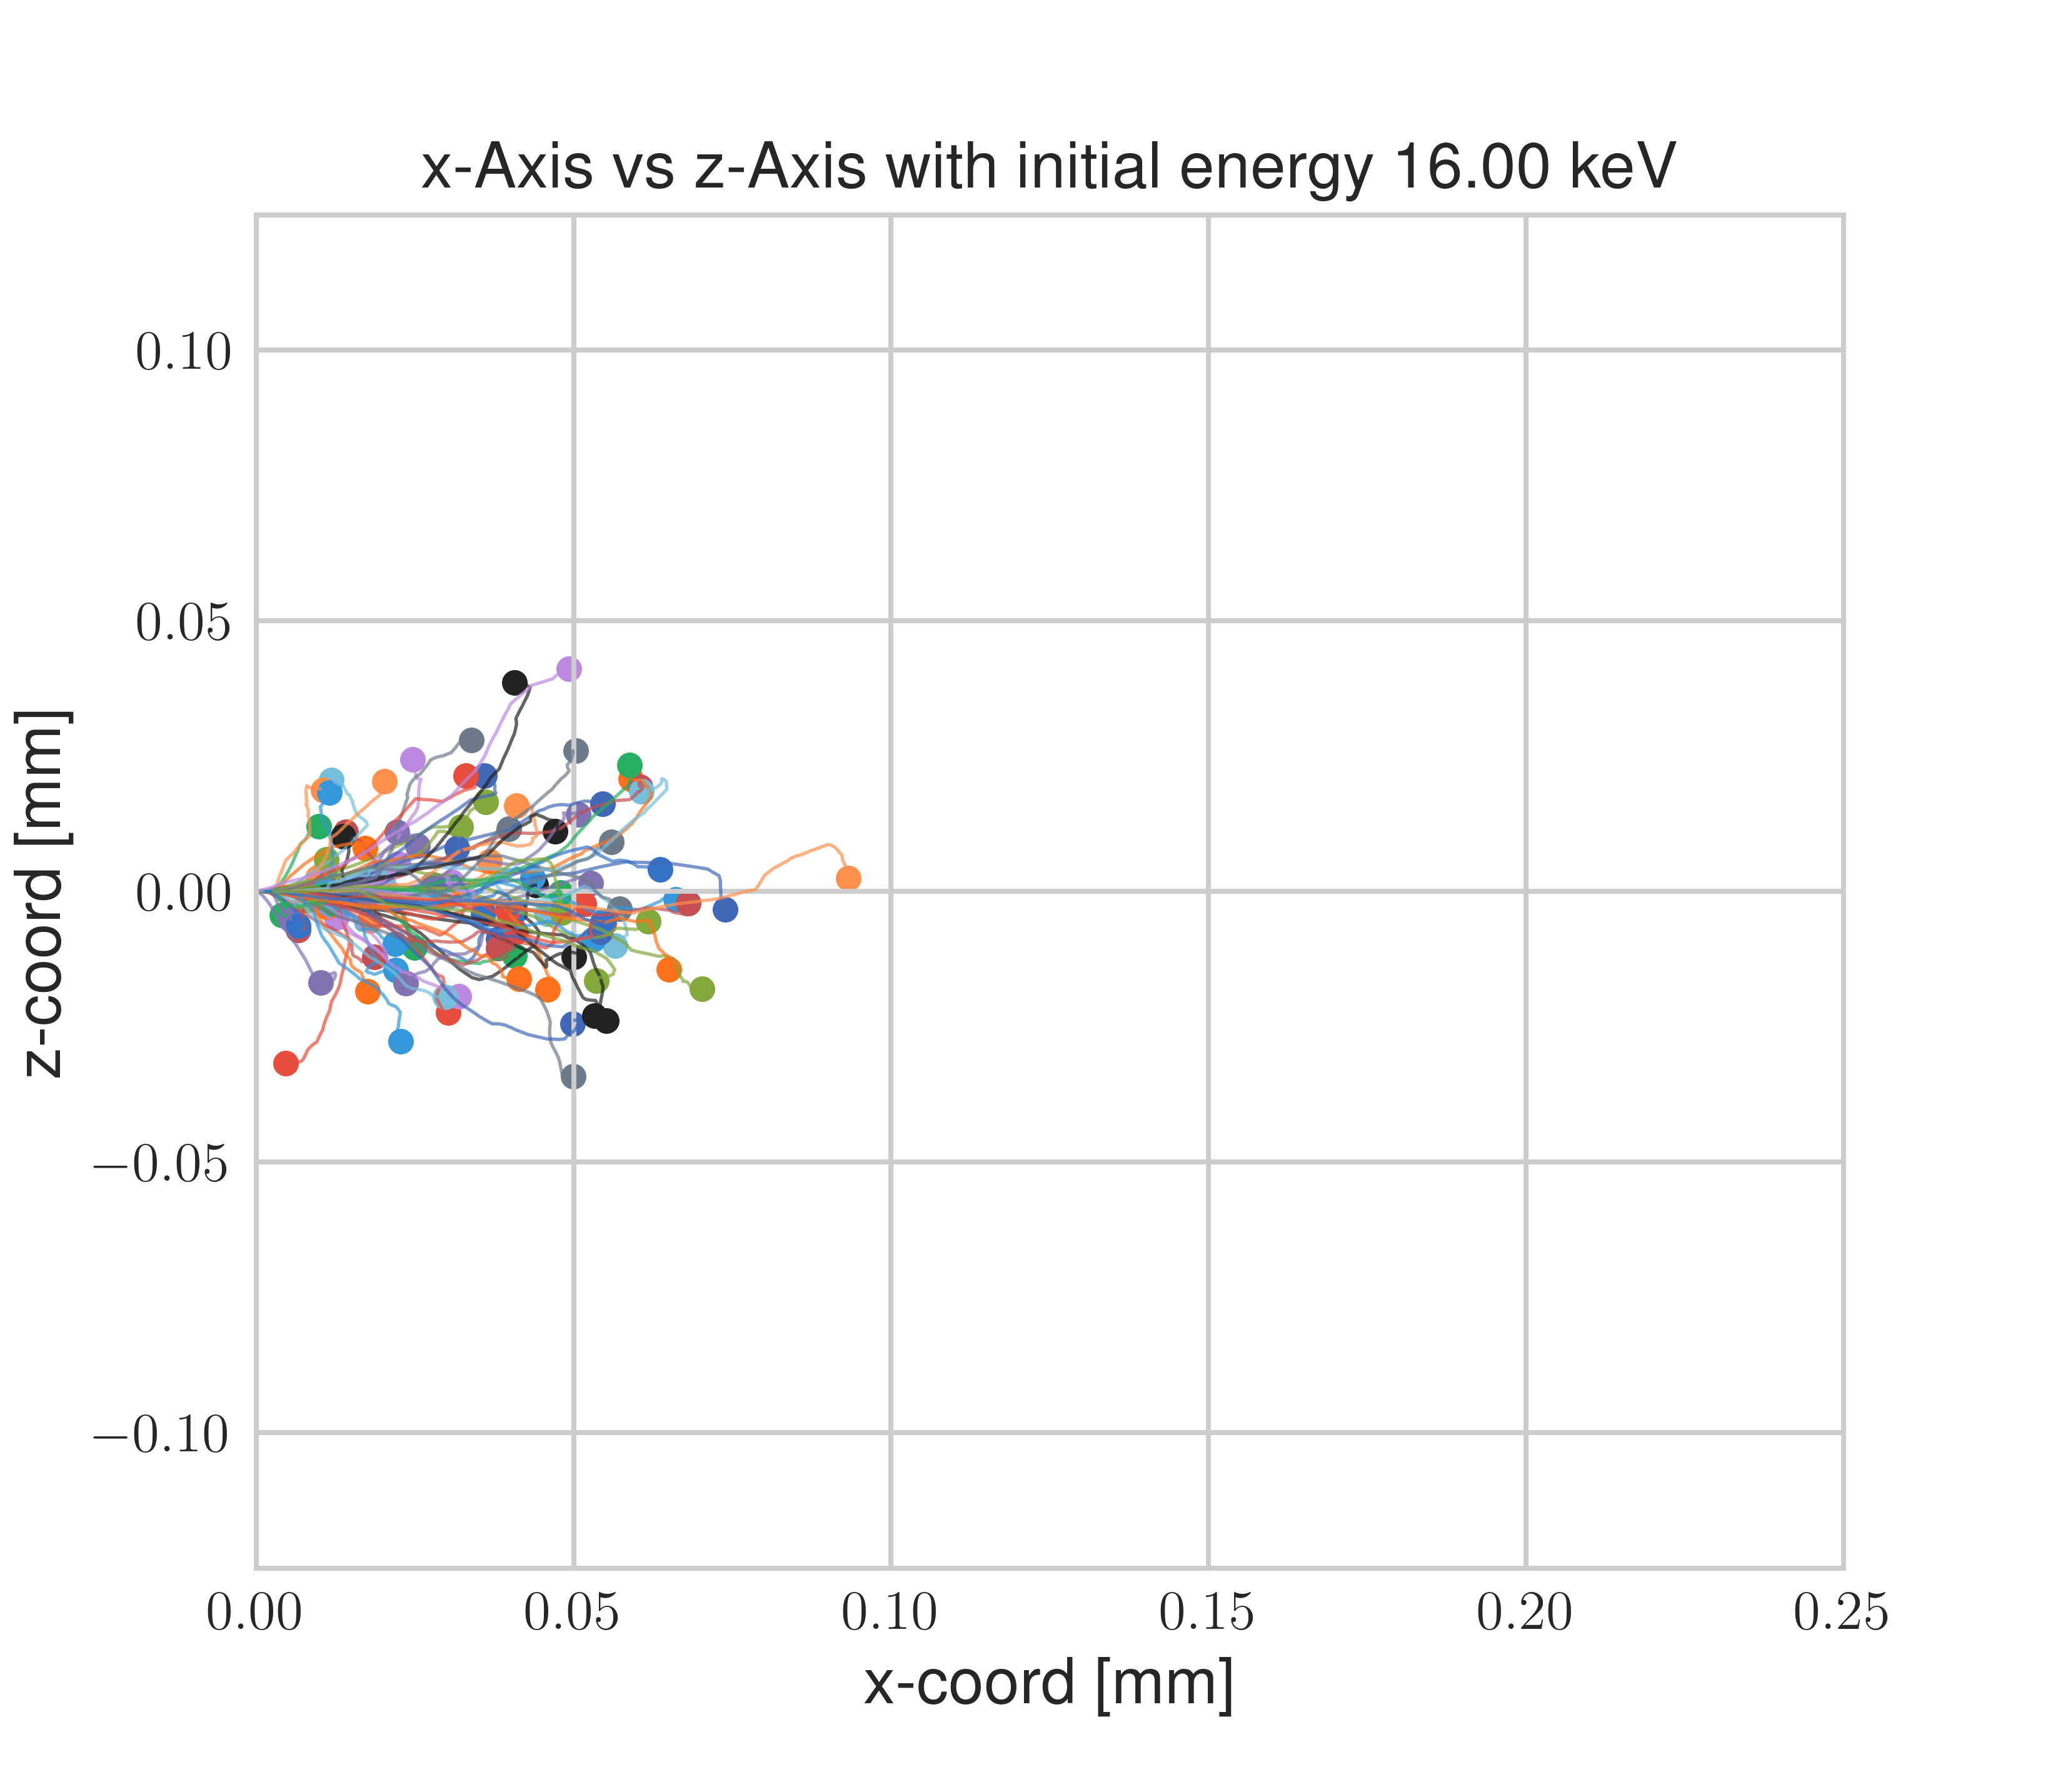 x-Axis vs z-Axis with initial energy 16.00 keV
0.10
0.05
0.00
−0.05
−0.10
z-coord [mm]
0.00 0.05 0.10 0.15 0.20 0.25
x-coord [mm]